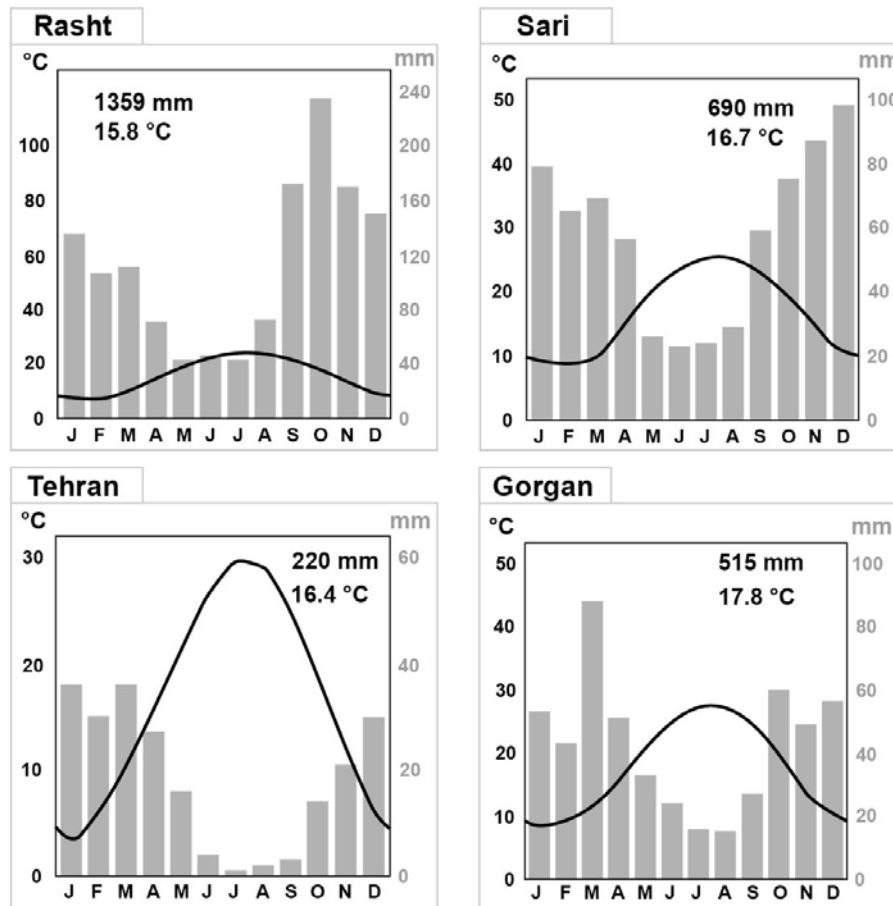 Rasht
°C
mm
1359 mm
15.8 °C
240
200
160
120
80
40
0
100
80
60
40
20
0
J F M A M J J A S O N D
Sari
°C
mm
690 mm
16.7 °C
50
40
30
20
10
0
100
80
60
40
20
0
J F M A M J J A S O N D
Tehran
°C
mm
220 mm
16.4 °C
30
20
10
0
60
40
20
0
J F M A M J J A S O N D
Gorgan
°C
mm
515 mm
17.8 °C
50
40
30
20
10
0
100
80
60
40
20
0
J F M A M J J A S O N D